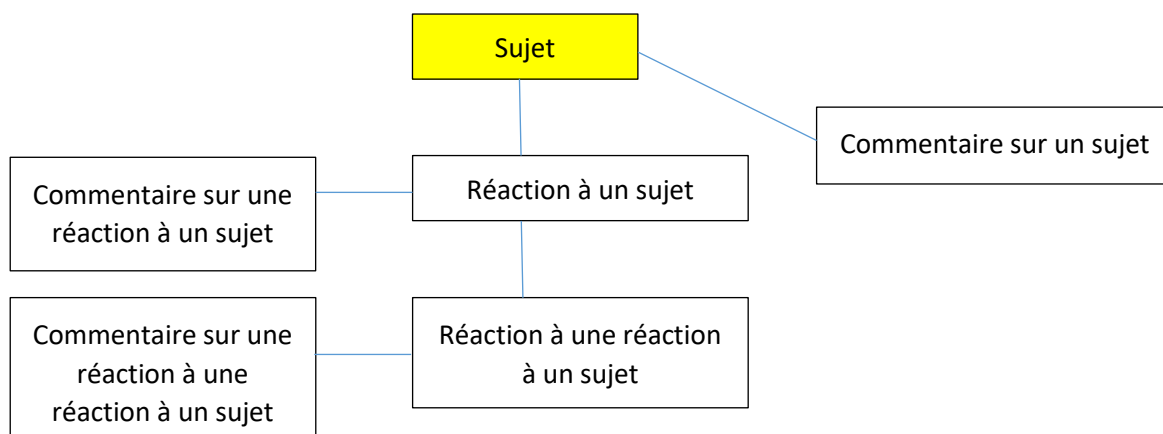 Sujet
Commentaire sur un sujet
Réaction à un sujet
Commentaire sur une
réaction à un sujet
Réaction à une réaction
à un sujet
Commentaire sur une
réaction à une
réaction à un sujet